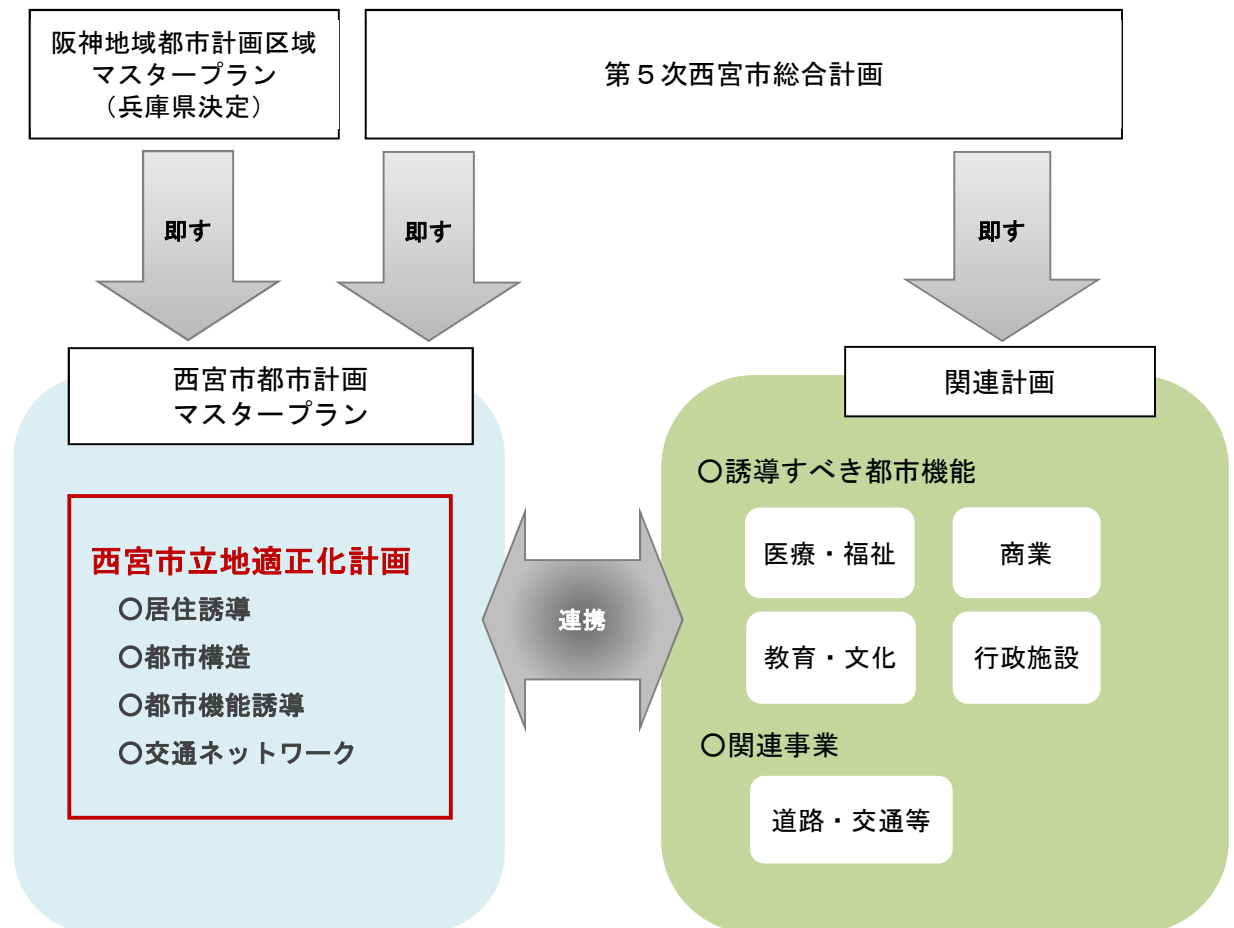 阪神地域都市計画区域
マスタープラン
（兵庫県決定）
第５次西宮市総合計画
即す
即す
即す
西宮市都市計画
マスタープラン
関連計画
西宮市立地適正化計画
○居住誘導
○都市構造
○都市機能誘導
○交通ネットワーク
連携
○誘導すべき都市機能
医療・福祉
商業
教育・文化
行政施設
○関連事業
道路・交通等